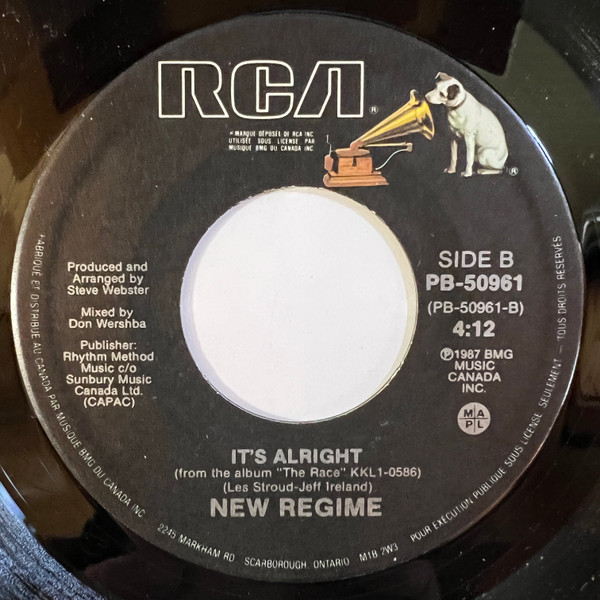 RCA®
*MARQUE DÉPOSÉE DE RCA INC
UTILISÉE SOUS LICENSE PAR
MUSIQUE BMG DU CANADA INC
®
Produced and
Arranged by
Steve Webster
Mixed by
Don Wershba
Publisher:
Rhythm Method
Music c/o
Sunbury Music
Canada Ltd.
(CAPAC)
SIDE B
PB-50961
(PB-50961-B)
4:12
℗1987 BMG
MUSIC
CANADA
INC.
M A
P L
IT'S ALRIGHT
(from the album "The Race" KKL1-0586)
(Les Stroud-Jeff Ireland)
NEW REGIME
FABRIQUÉ ET DISTRIBUÉ AU CANADA PAR MUSIQUE BMG DU CANADA INC. 2245 MARKHAM RD SCARBOROUGH, ONTARIO M1B 2W3 POUR EXÉCUTION PUBLIQUE SOUS LICENSE SEULEMENT — TOUS DROITS RÉSERVÉS